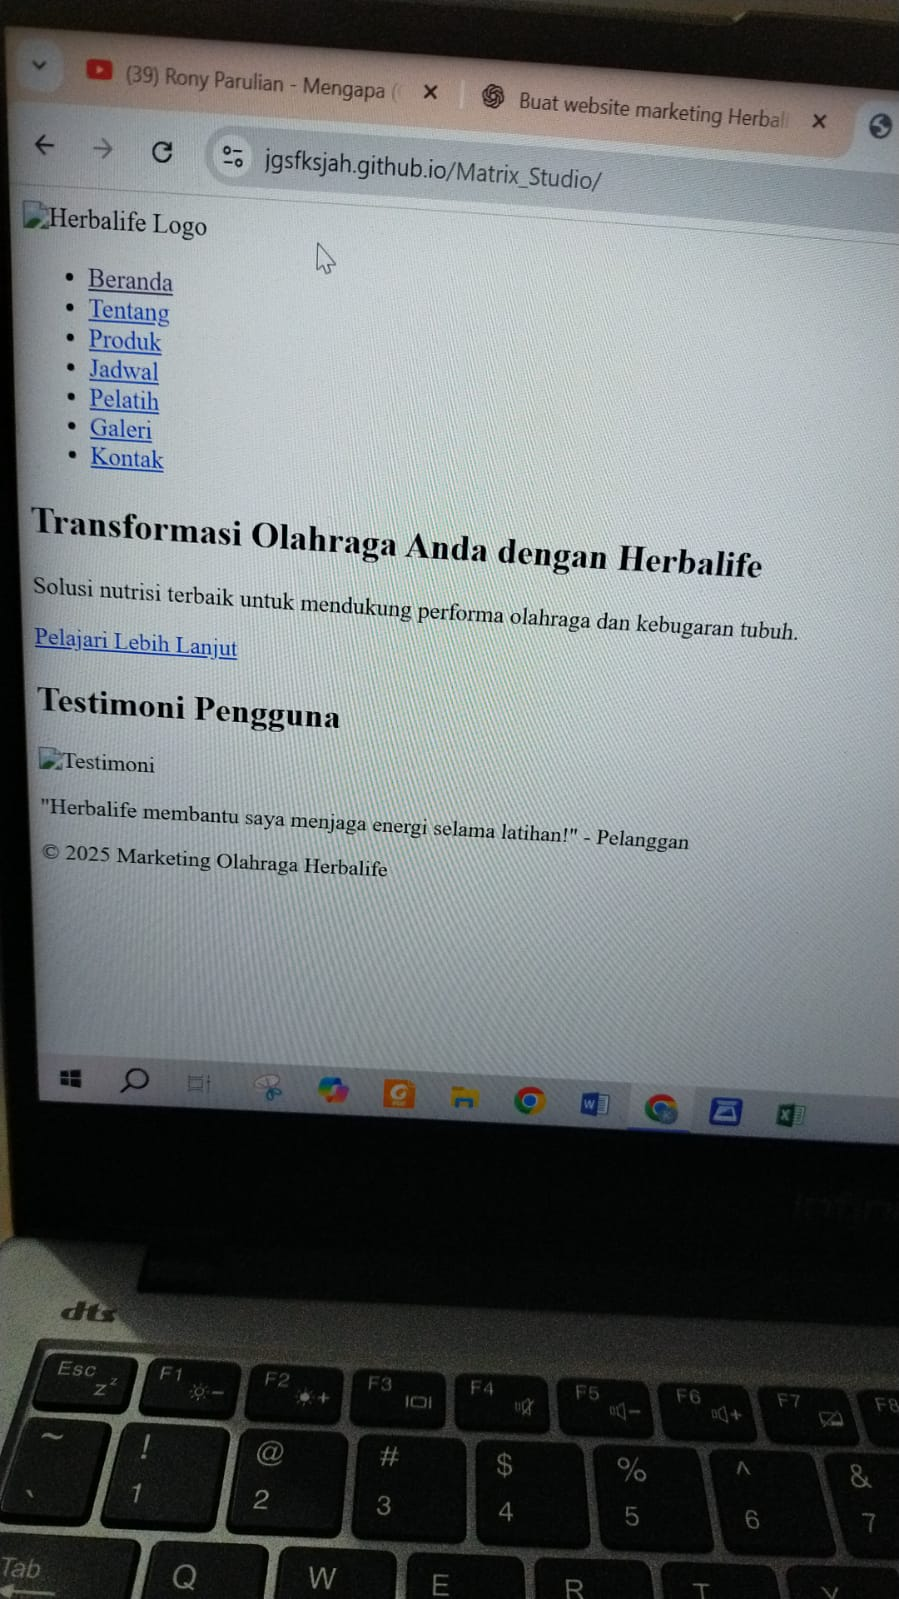 (39) Rony Parulian - Mengapa (
Buat website marketing Herbali
jgsfksjah.github.io/Matrix_Studio/
Herbalife Logo
Beranda
Tentang
Produk
Jadwal
Pelatih
Galeri
Kontak
Transformasi Olahraga Anda dengan Herbalife
Solusi nutrisi terbaik untuk mendukung performa olahraga dan kebugaran tubuh.
Pelajari Lebih Lanjut
Testimoni Pengguna
Testimoni
"Herbalife membantu saya menjaga energi selama latihan!" - Pelanggan
© 2025 Marketing Olahraga Herbalife
dts
Esc F1 F2 F3 F4 F5 F6 F7 F8
~ ! @ # $ % ^ &
` 1 2 3 4 5 6 7
Tab Q W E R T Y